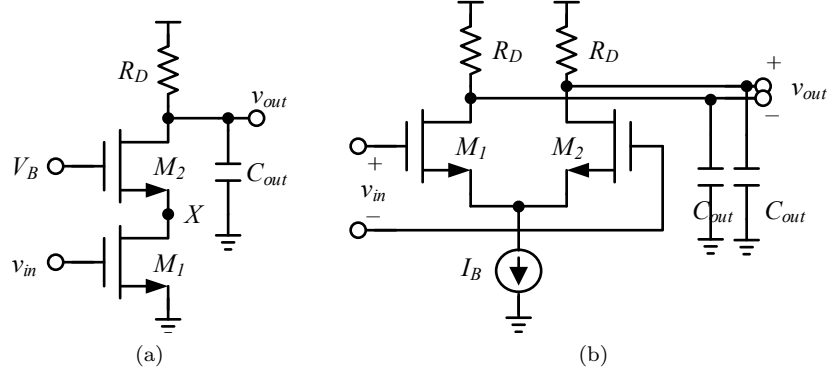 R_D
v_out
V_B
M_2
C_out
X
v_in
M_1
(a)
R_D
R_D
+
v_out
−
M_1
M_2
+
v_in
−
C_out
C_out
I_B
(b)